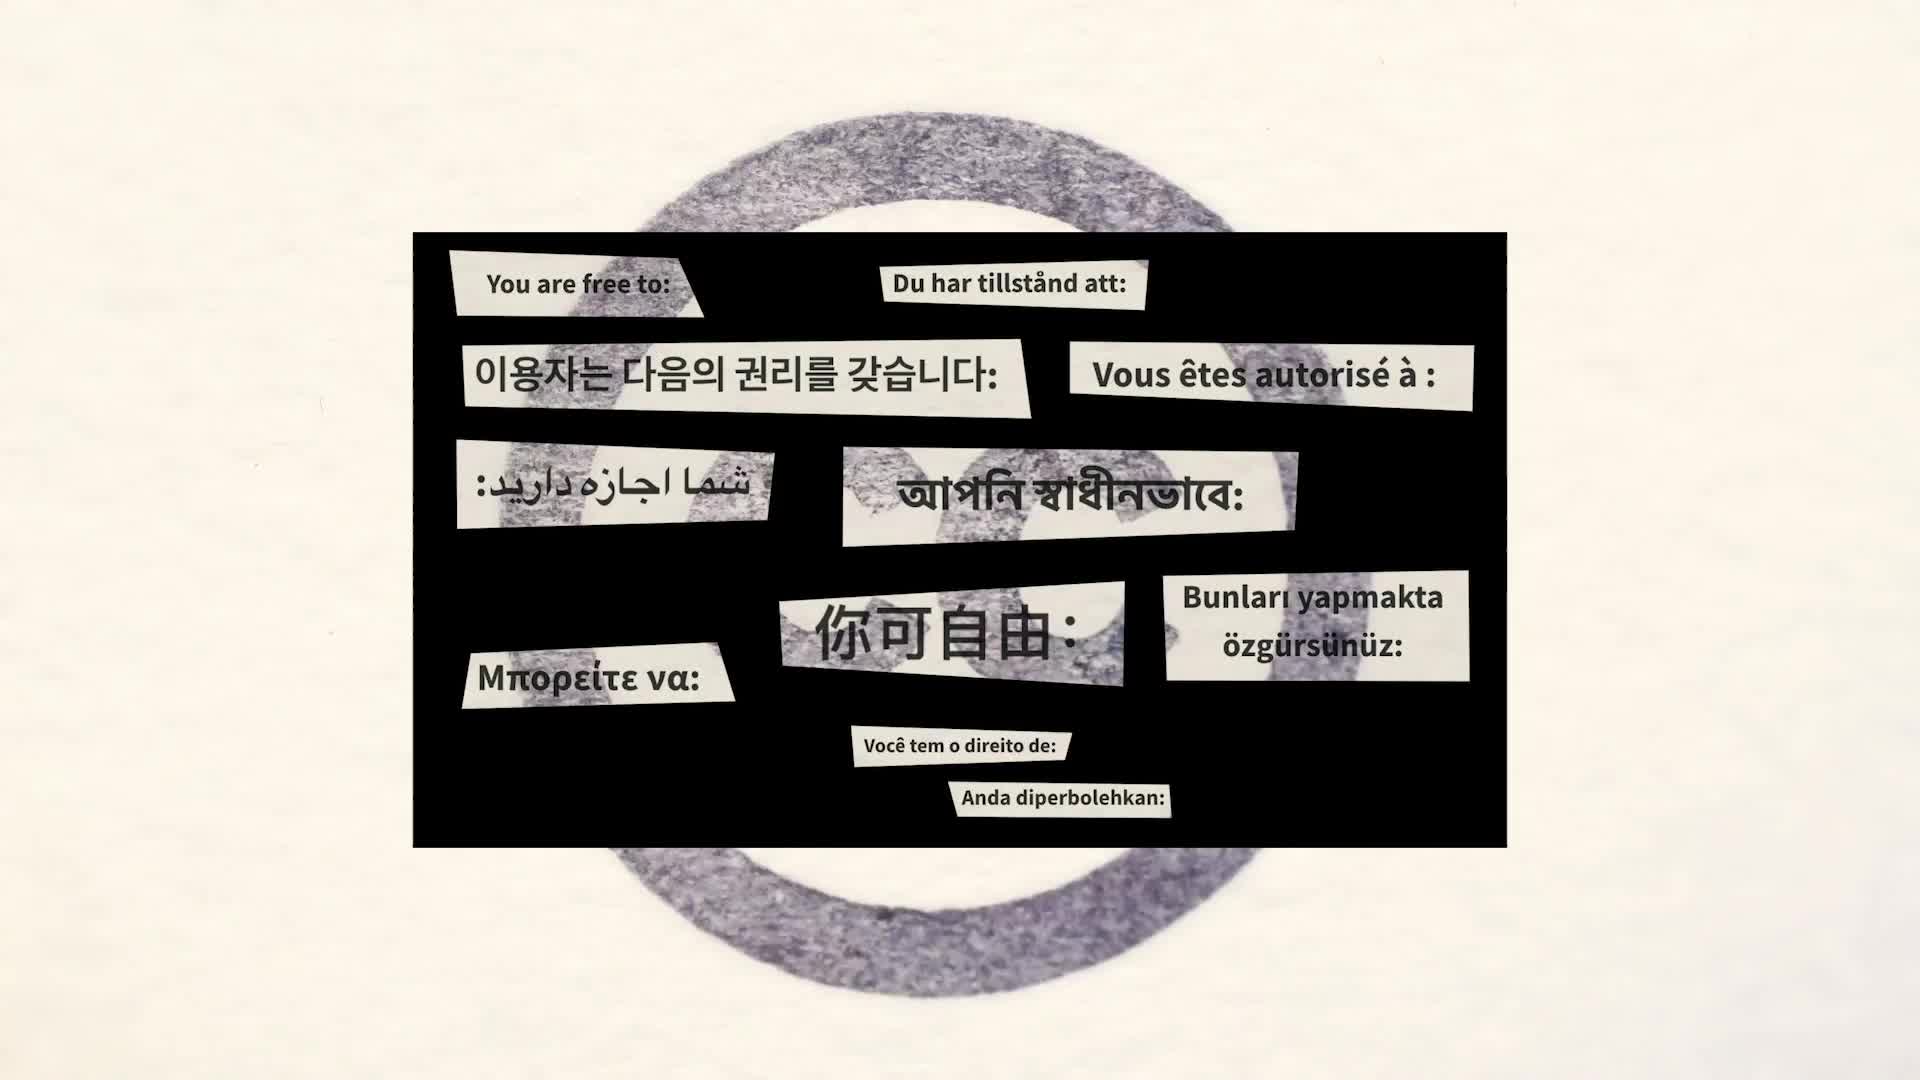 You are free to:
Du har tillstånd att:
이용자는 다음의 권리를 갖습니다:
Vous êtes autorisé à :
شما اجازه دارید:
আপনি স্বাধীনভাবে:
你可自由：
Bunları yapmakta
özgürsünüz:
Μπορείτε να:
Você tem o direito de:
Anda diperbolehkan: